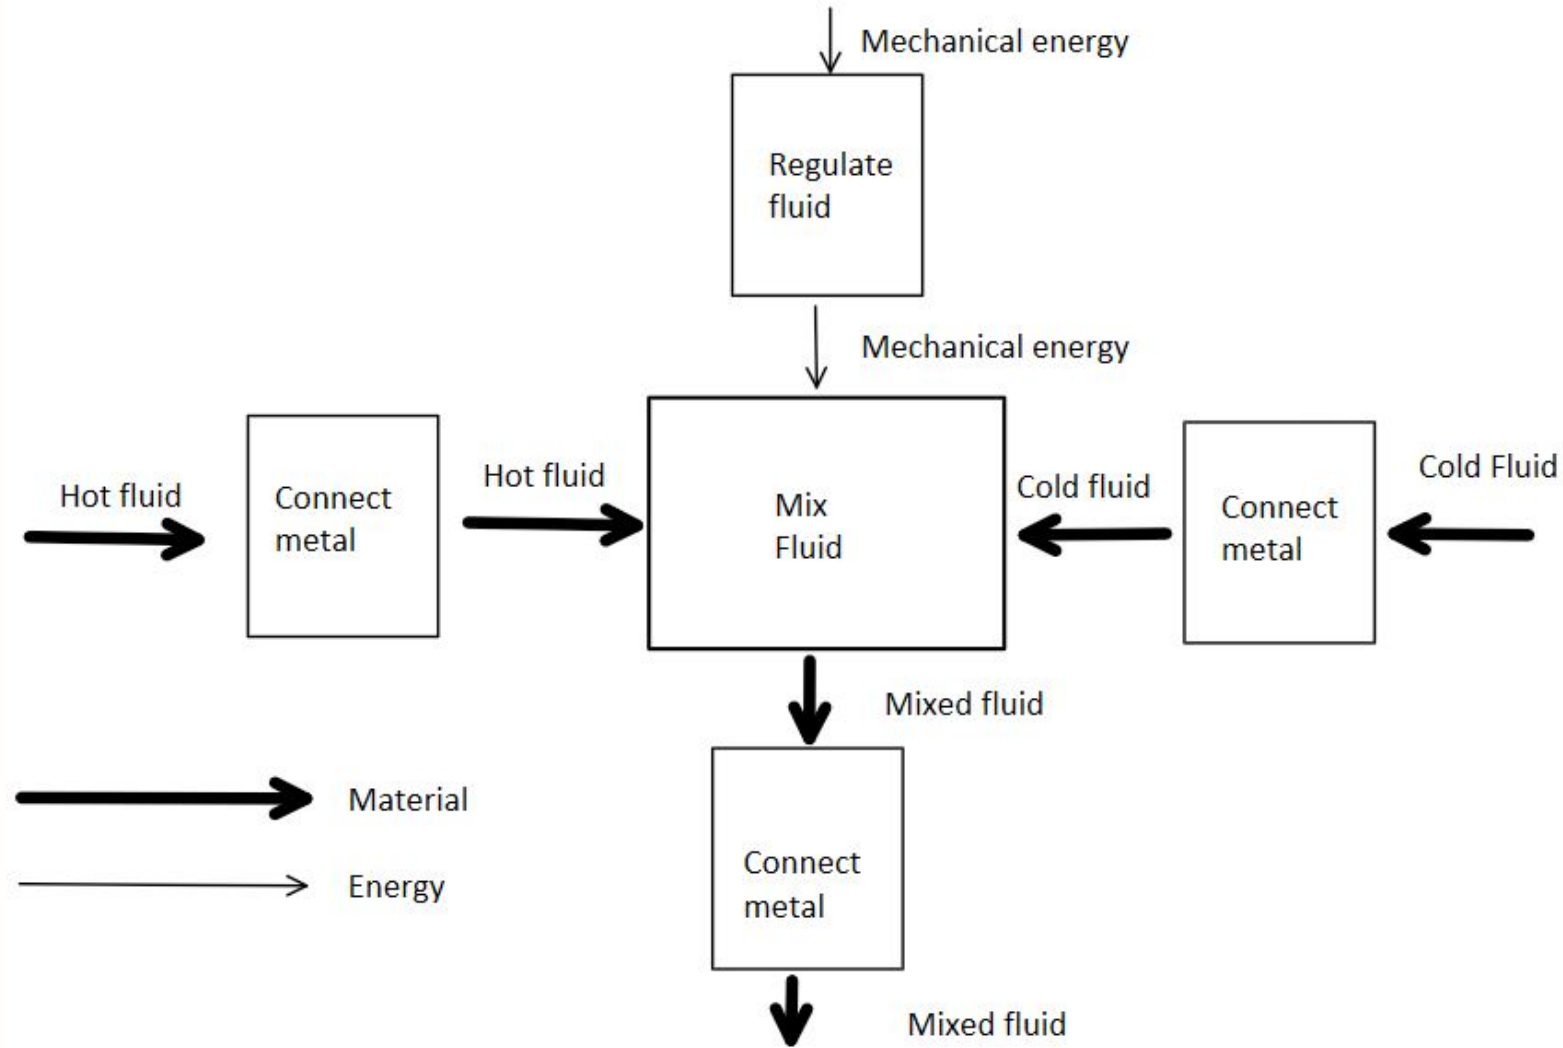 Mechanical energy
Regulate
fluid
Mechanical energy
Hot fluid
Connect
metal
Hot fluid
Mix
Fluid
Cold fluid
Connect
metal
Cold Fluid
Mixed fluid
Material
Energy
Connect
metal
Mixed fluid